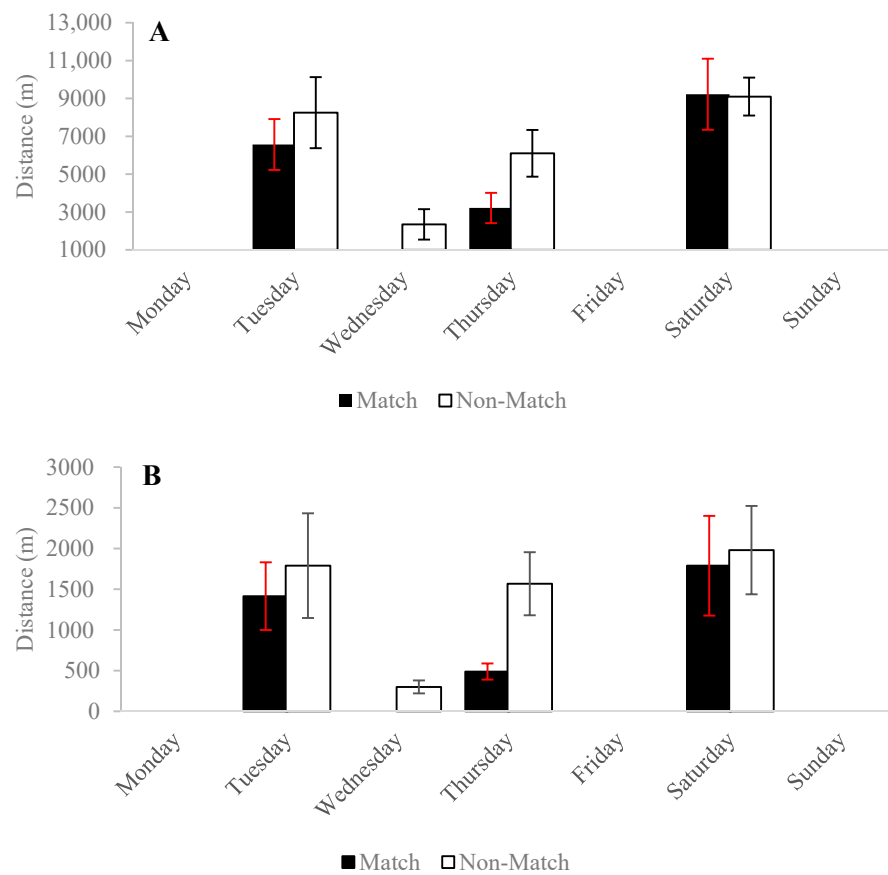 A
13,000
11,000
9000
7000
5000
3000
1000
Distance (m)
Monday
Tuesday
Wednesday
Thursday
Friday
Saturday
Sunday
Match Non-Match
B
3000
2500
2000
1500
1000
500
0
Distance (m)
Monday
Tuesday
Wednesday
Thursday
Friday
Saturday
Sunday
Match Non-Match